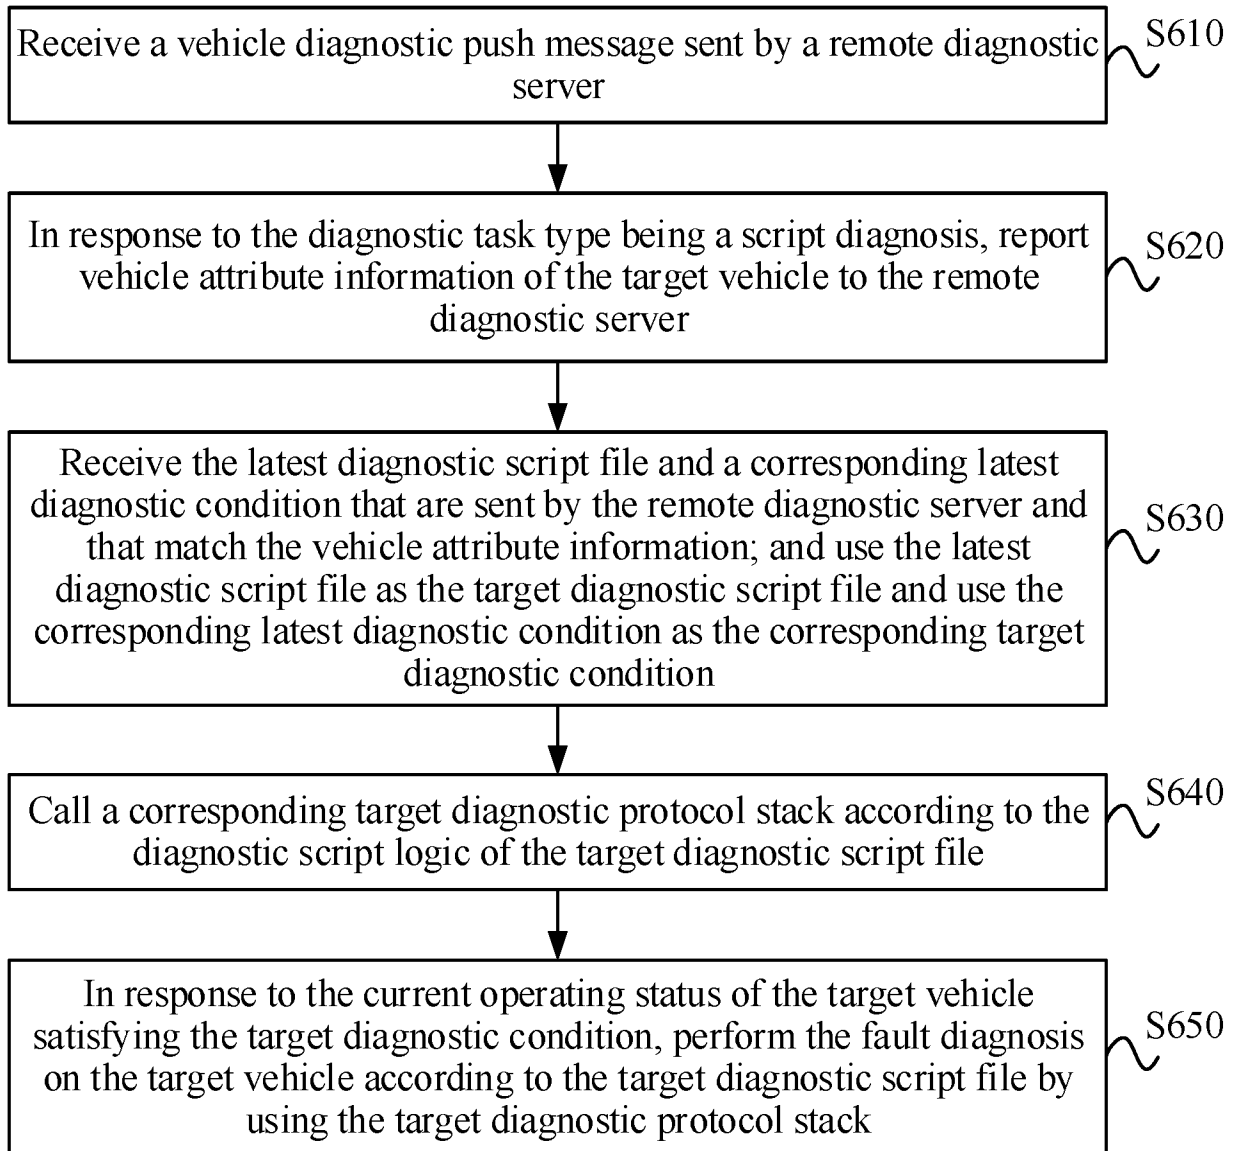 Receive a vehicle diagnostic push message sent by a remote diagnostic
server
S610
In response to the diagnostic task type being a script diagnosis, report
vehicle attribute information of the target vehicle to the remote
diagnostic server
S620
Receive the latest diagnostic script file and a corresponding latest
diagnostic condition that are sent by the remote diagnostic server and
that match the vehicle attribute information; and use the latest
diagnostic script file as the target diagnostic script file and use the
corresponding latest diagnostic condition as the corresponding target
diagnostic condition
S630
Call a corresponding target diagnostic protocol stack according to the
diagnostic script logic of the target diagnostic script file
S640
In response to the current operating status of the target vehicle
satisfying the target diagnostic condition, perform the fault diagnosis
on the target vehicle according to the target diagnostic script file by
using the target diagnostic protocol stack
S650